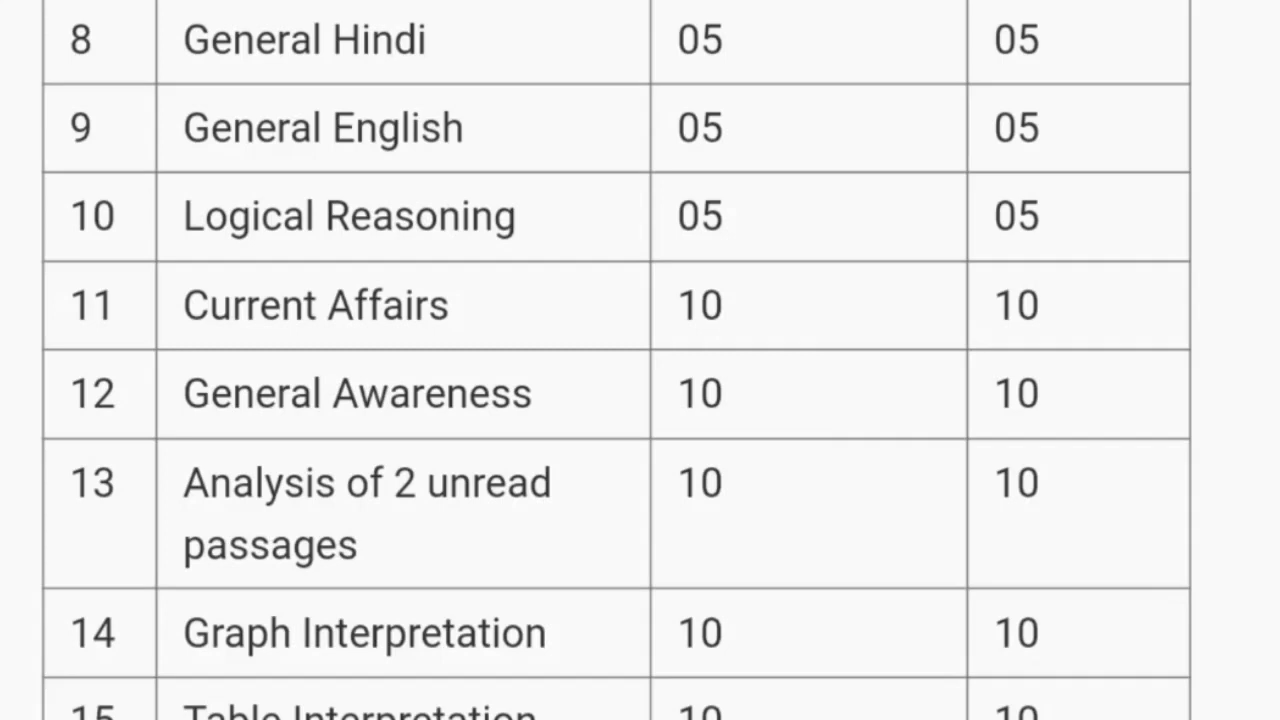 8 General Hindi 05 05
9 General English 05 05
10 Logical Reasoning 05 05
11 Current Affairs 10 10
12 General Awareness 10 10
13 Analysis of 2 unread 10 10
passages
14 Graph Interpretation 10 10
15 Table Interpretation 10 10